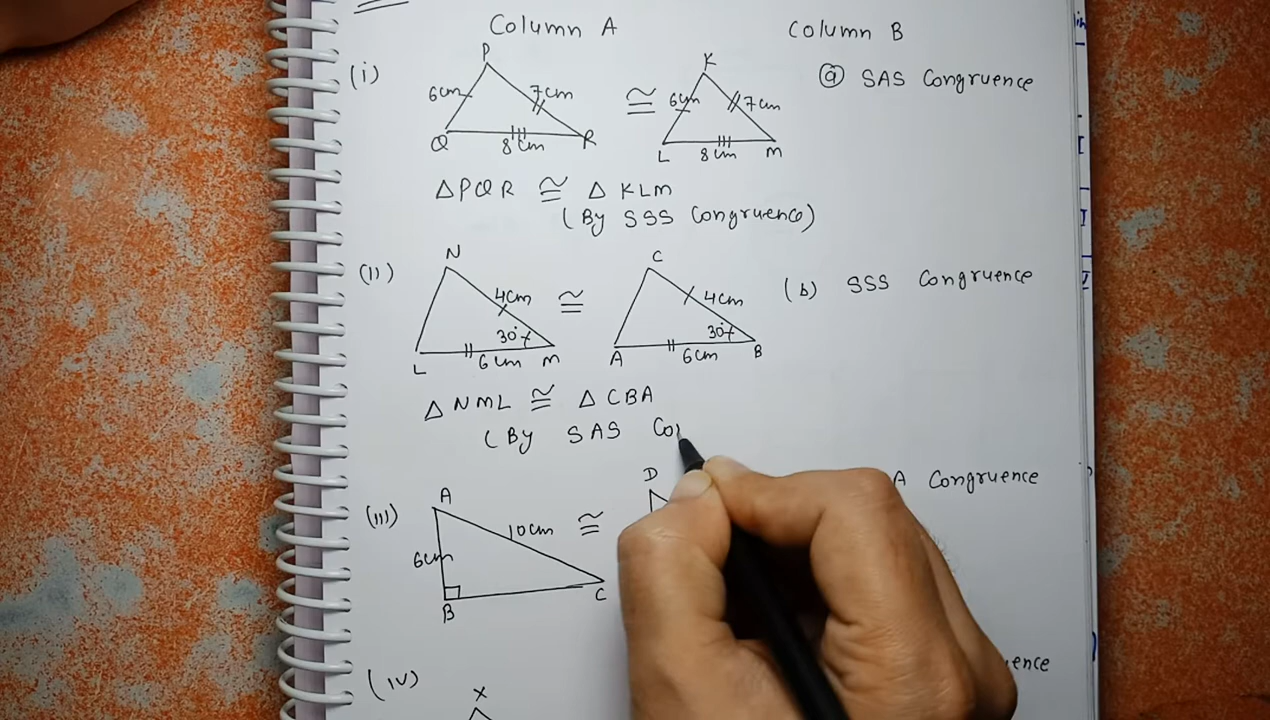 Column A Column B
(i) P 6cm 7cm Q 8cm R ≅ K 6cm 7cm L 8cm M (a) SAS Congruence
△PQR ≅ △KLM
(By SSS Congruence)
(ii) N 4cm 30° L 6cm M ≅ C 4cm 30° A 6cm B (b) SSS Congruence
△NML ≅ △CBA
(By SAS Co
(iii) A 10cm 6cm B C ≅ D A Congruence
(iv) X